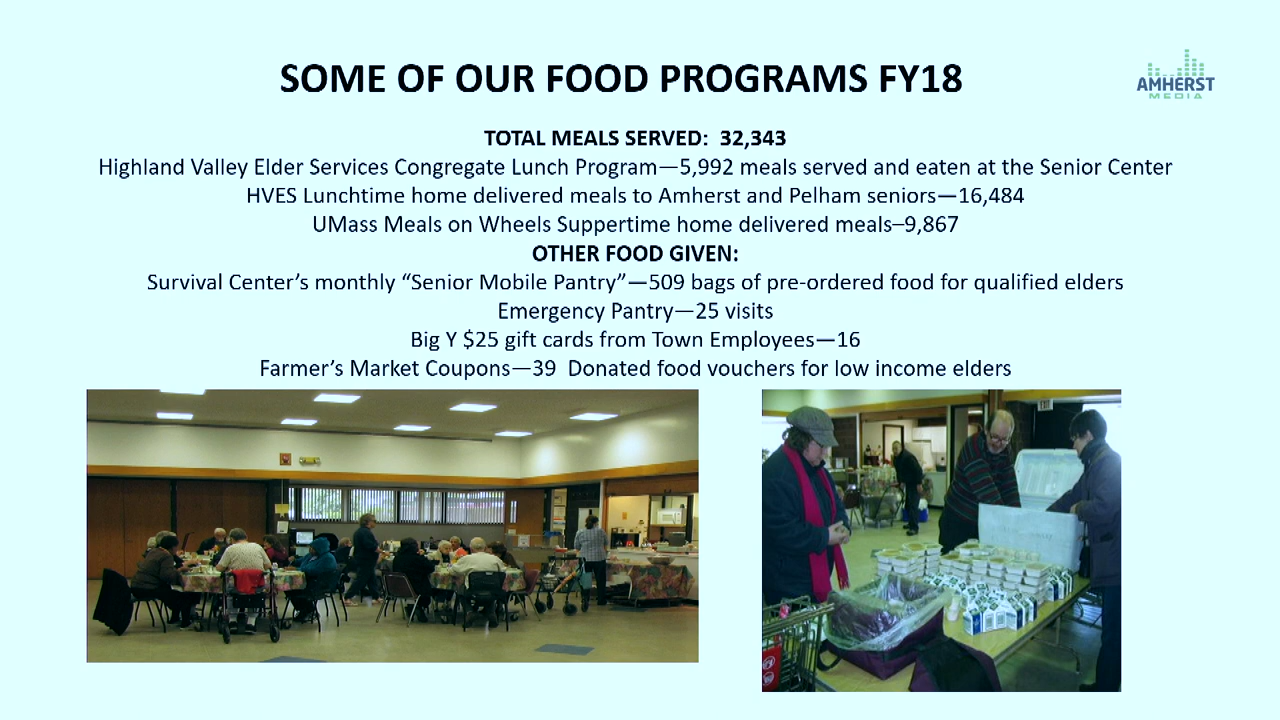 SOME OF OUR FOOD PROGRAMS FY18
AMHERST
MEDIA
TOTAL MEALS SERVED:  32,343
Highland Valley Elder Services Congregate Lunch Program—5,992 meals served and eaten at the Senior Center
HVES Lunchtime home delivered meals to Amherst and Pelham seniors—16,484
UMass Meals on Wheels Suppertime home delivered meals–9,867
OTHER FOOD GIVEN:
Survival Center’s monthly “Senior Mobile Pantry”—509 bags of pre-ordered food for qualified elders
Emergency Pantry—25 visits
Big Y $25 gift cards from Town Employees—16
Farmer’s Market Coupons—39  Donated food vouchers for low income elders
EXIT